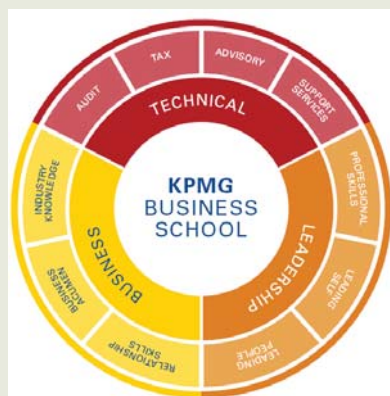 AUDIT
TAX
ADVISORY
SUPPORT
SERVICES
TECHNICAL
PROFESSIONAL
SKILLS
LEADING
SELF
LEADING
PEOPLE
LEADERSHIP
RELATIONSHIP
SKILLS
BUSINESS
ACUMEN
INDUSTRY
KNOWLEDGE
BUSINESS
KPMG
BUSINESS
SCHOOL